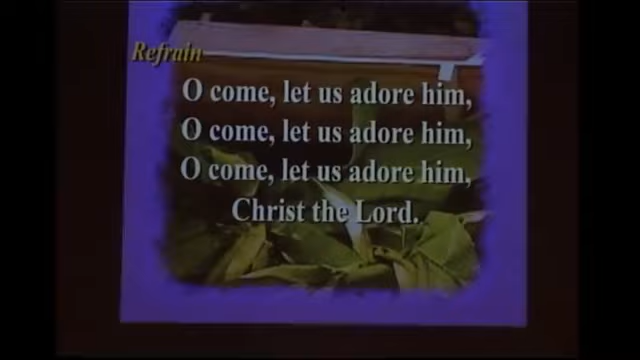 Refrain
O come, let us adore him,
O come, let us adore him,
O come, let us adore him,
Christ the Lord.